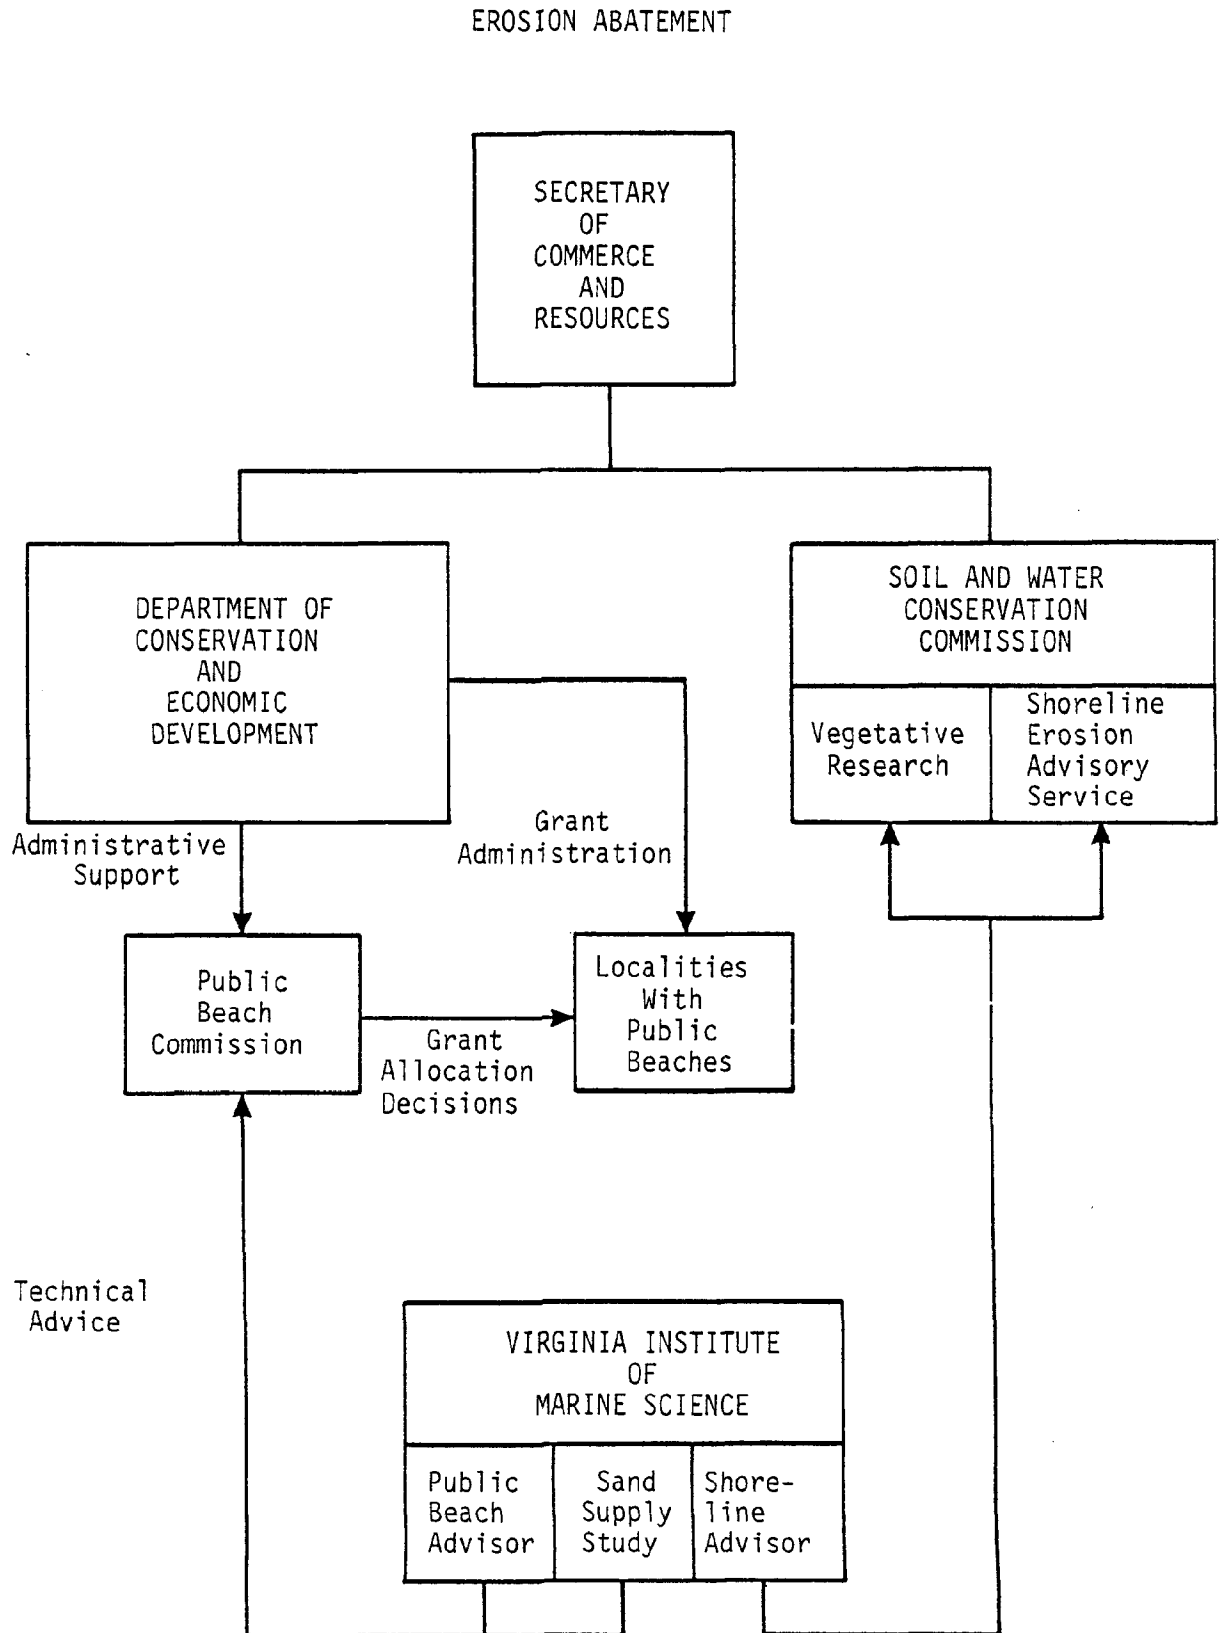 EROSION ABATEMENT
SECRETARY
OF
COMMERCE
AND
RESOURCES
DEPARTMENT OF
CONSERVATION
AND
ECONOMIC
DEVELOPMENT
SOIL AND WATER
CONSERVATION
COMMISSION
Vegetative
Research
Shoreline
Erosion
Advisory
Service
Administrative
Support
Grant
Administration
Public
Beach
Commission
Grant
Allocation
Decisions
Localities
With
Public
Beaches
Technical
Advice
VIRGINIA INSTITUTE
OF
MARINE SCIENCE
Public
Beach
Advisor
Sand
Supply
Study
Shore-
line
Advisor